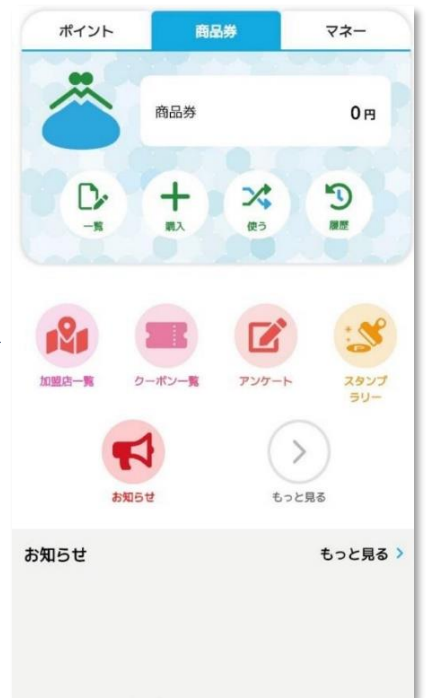 ポイント
商品券
マネー
商品券
0円
一覧
購入
使う
履歴
加盟店一覧
クーポン一覧
アンケート
スタンプ
ラリー
お知らせ
もっと見る
お知らせ
もっと見る